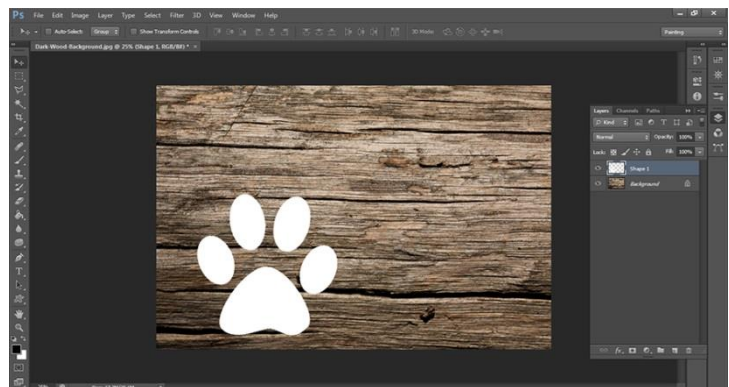 Ps File Edit Image Layer Type Select Filter 3D View Window Help
Auto-Select: Group Show Transform Controls 3D Mode: Painting
Dark-Wood-Background.jpg @ 25% (Shape 1, RGB/8#) * ×
Layers Channels Paths
Kind
Normal Opacity: 100%
Lock: Fill: 100%
Shape 1
Background